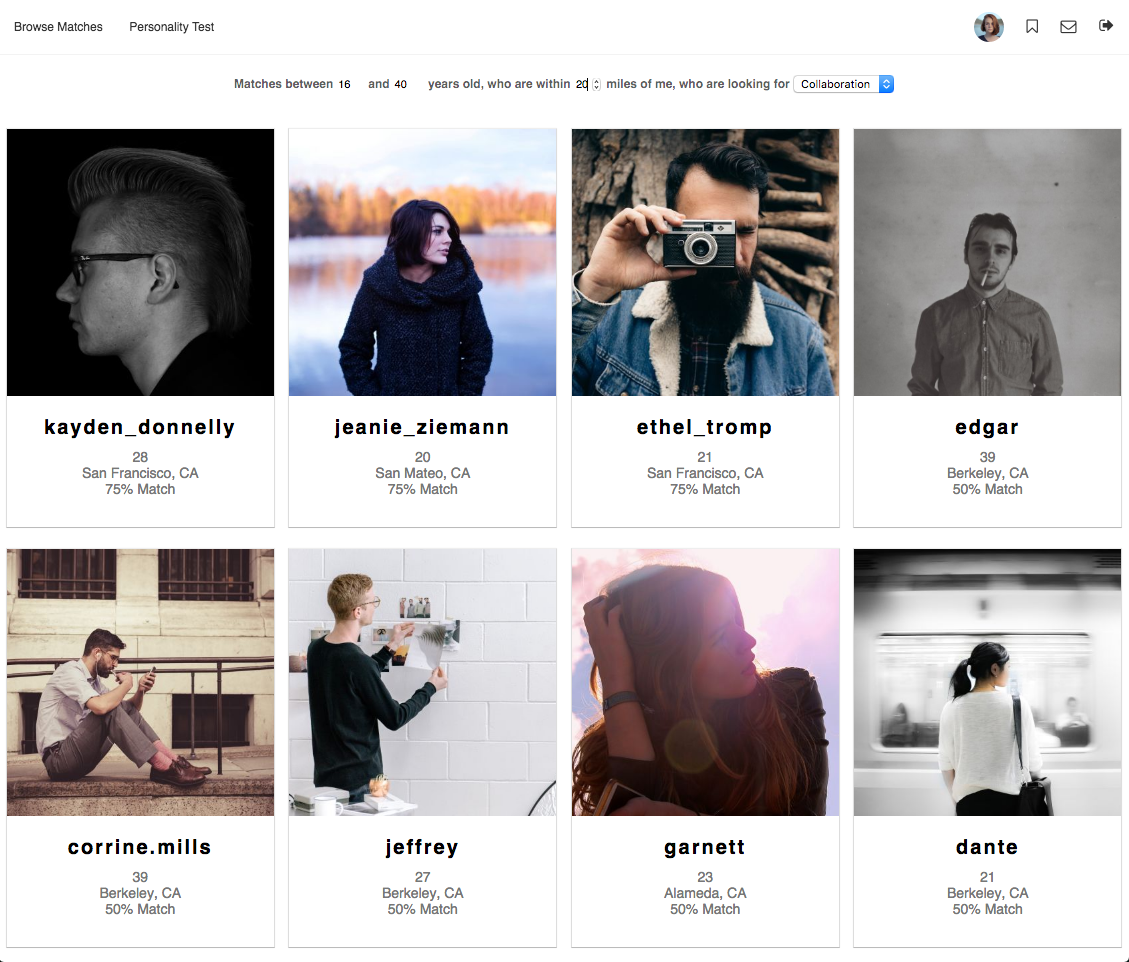 Browse Matches Personality Test
Matches between 16 and 40 years old, who are within 20 miles of me, who are looking for Collaboration
kayden_donnelly
28
San Francisco, CA
75% Match
jeanie_ziemann
20
San Mateo, CA
75% Match
ethel_tromp
21
San Francisco, CA
75% Match
edgar
39
Berkeley, CA
50% Match
corrine.mills
39
Berkeley, CA
50% Match
jeffrey
27
Berkeley, CA
50% Match
garnett
23
Alameda, CA
50% Match
dante
21
Berkeley, CA
50% Match